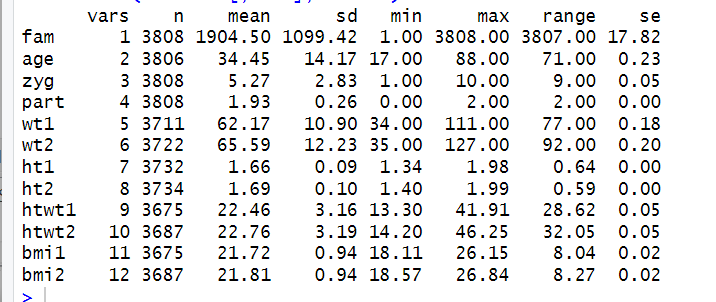 vars n mean sd min max range se
fam 1 3808 1904.50 1099.42 1.00 3808.00 3807.00 17.82
age 2 3806 34.45 14.17 17.00 88.00 71.00 0.23
zyg 3 3808 5.27 2.83 1.00 10.00 9.00 0.05
part 4 3808 1.93 0.26 0.00 2.00 2.00 0.00
wt1 5 3711 62.17 10.90 34.00 111.00 77.00 0.18
wt2 6 3722 65.59 12.23 35.00 127.00 92.00 0.20
ht1 7 3732 1.66 0.09 1.34 1.98 0.64 0.00
ht2 8 3734 1.69 0.10 1.40 1.99 0.59 0.00
htwt1 9 3675 22.46 3.16 13.30 41.91 28.62 0.05
htwt2 10 3687 22.76 3.19 14.20 46.25 32.05 0.05
bmi1 11 3675 21.72 0.94 18.11 26.15 8.04 0.02
bmi2 12 3687 21.81 0.94 18.57 26.84 8.27 0.02
>